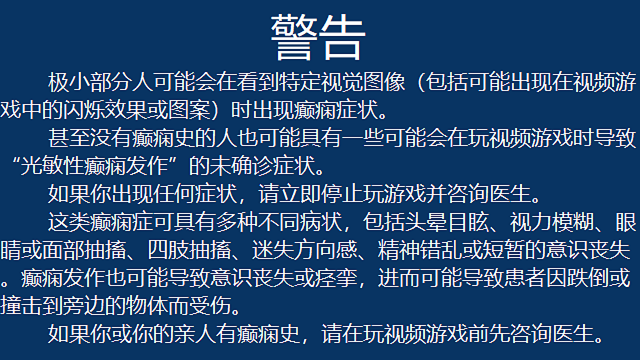 警告
极小部分人可能会在看到特定视觉图像（包括可能出现在视频游
戏中的闪烁效果或图案）时出现癫痫症状。
甚至没有癫痫史的人也可能具有一些可能会在玩视频游戏时导致
“光敏性癫痫发作”的未确诊症状。
如果你出现任何症状，请立即停止玩游戏并咨询医生。
这类癫痫症可具有多种不同病状，包括头晕目眩、视力模糊、眼
睛或面部抽搐、四肢抽搐、迷失方向感、精神错乱或短暂的意识丧失
。癫痫发作也可能导致意识丧失或痉挛，进而可能导致患者因跌倒或
撞击到旁边的物体而受伤。
如果你或你的亲人有癫痫史，请在玩视频游戏前先咨询医生。